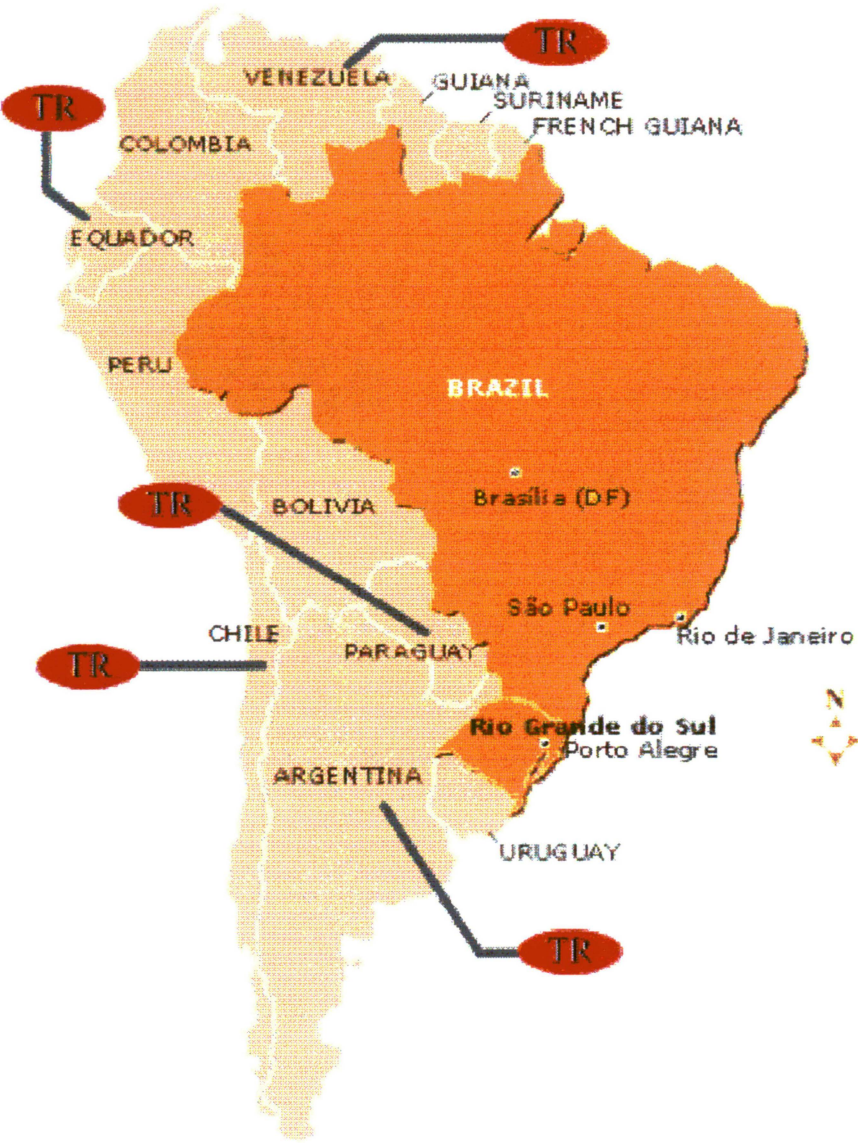 TR
VENEZUELA
GUIANA
SURINAME
FRENCH GUIANA
TR
COLOMBIA
EQUADOR
PERU
BRAZIL
Brasília (DF)
TR
BOLIVIA
São Paulo
Rio de Janeiro
CHILE
PARAGUAY
TR
N
Rio Grande do Sul
Porto Alegre
ARGENTINA
URUGUAY
TR